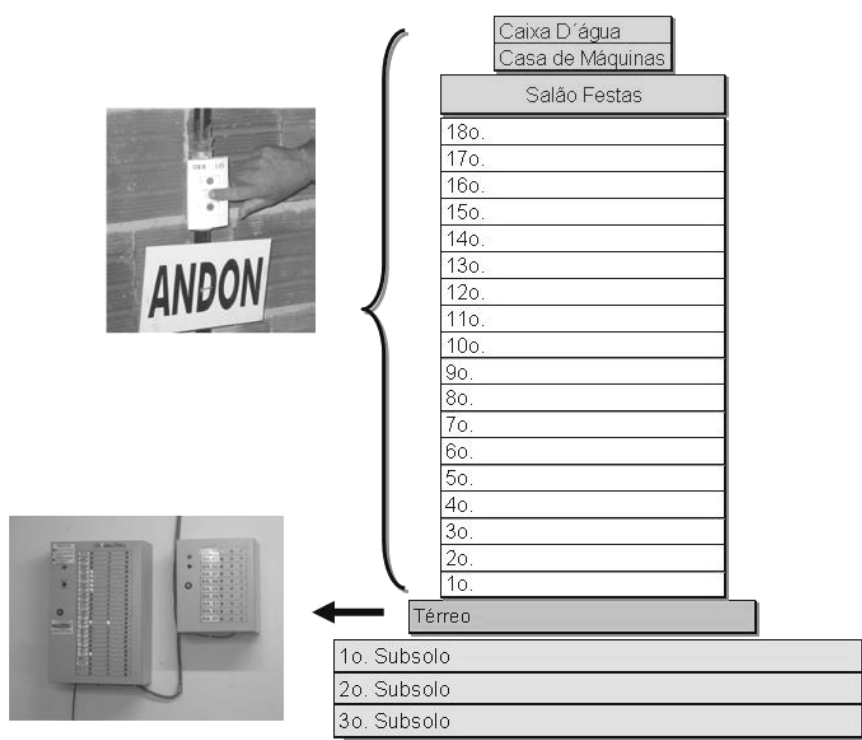 Caixa D´água
Casa de Máquinas
Salão Festas
18o.
17o.
16o.
15o.
14o.
13o.
12o.
11o.
10o.
9o.
8o.
7o.
6o.
5o.
4o.
3o.
2o.
1o.
Térreo
1o. Subsolo
2o. Subsolo
3o. Subsolo
ANDON